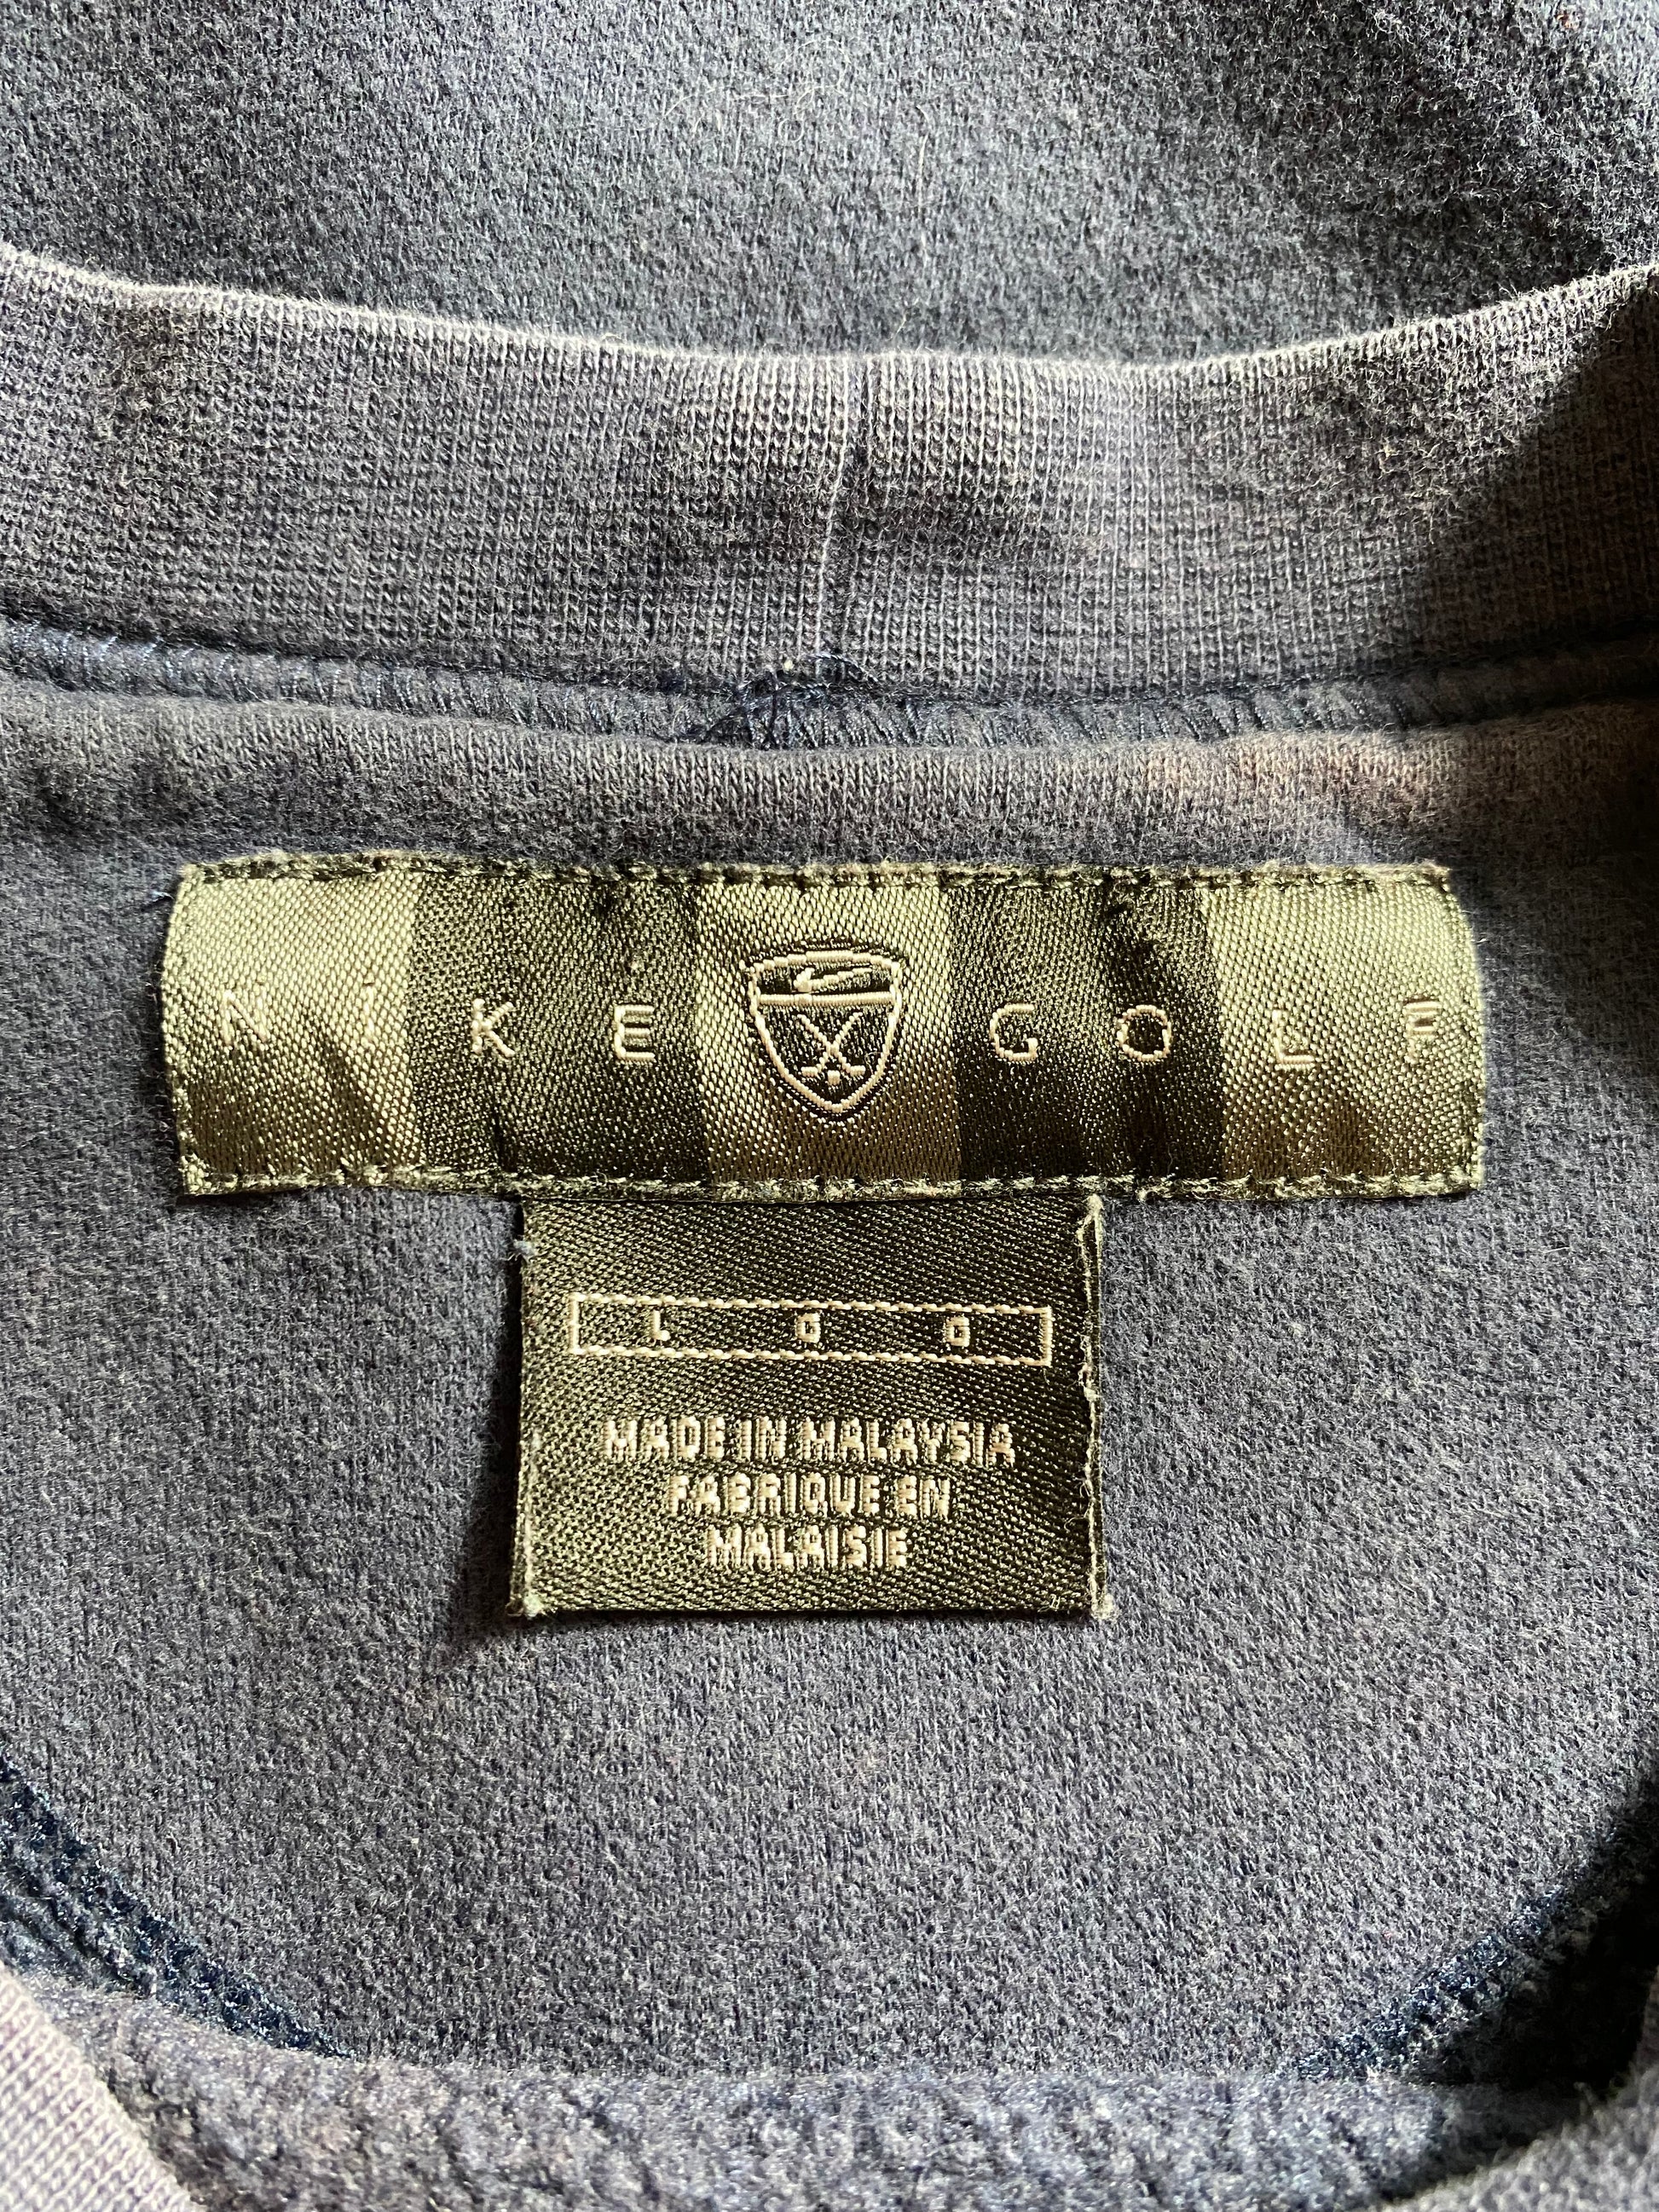 NIKE GOLF
L G G
MADE IN MALAYSIA
FABRIQUE EN
MALAISIE